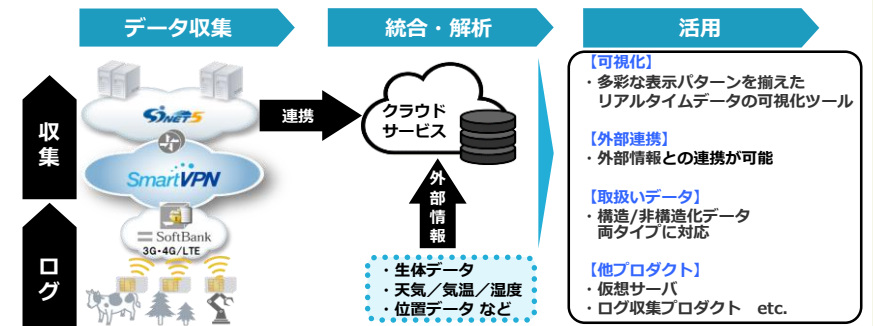 データ収集
統合・解析
活用
収集
ログ
SINET5
SmartVPN
SoftBank
3G・4G/LTE
連携
クラウド
サービス
外部情報
・生体データ
・天気／気温／湿度
・位置データ など
【可視化】
・多彩な表示パターンを揃えた
リアルタイムデータの可視化ツール
【外部連携】
・外部情報との連携が可能
【取扱いデータ】
・構造/非構造化データ
両タイプに対応
【他プロダクト】
・仮想サーバ
・ログ収集プロダクト etc.